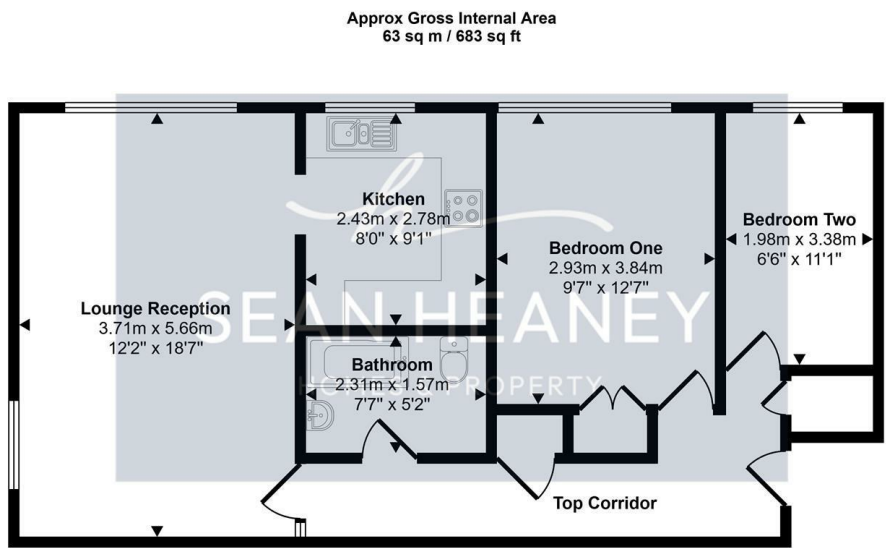 Approx Gross Internal Area
63 sq m / 683 sq ft
Kitchen
2.43m x 2.78m
8'0" x 9'1"
Bedroom Two
1.98m x 3.38m
6'6" x 11'1"
Bedroom One
2.93m x 3.84m
9'7" x 12'7"
Lounge Reception
3.71m x 5.66m
12'2" x 18'7"
SEAN HEANEY
HOMES & PROPERTY
Bathroom
2.31m x 1.57m
7'7" x 5'2"
Top Corridor